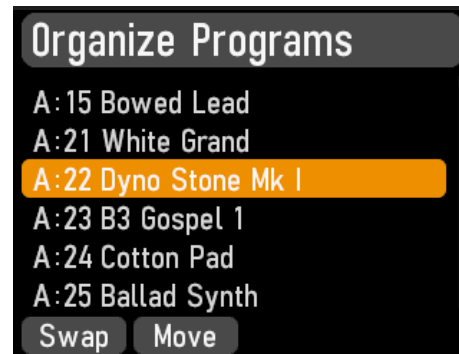 Organize Programs
A:15 Bowed Lead
A:21 White Grand
A:22 Dyno Stone Mk I
A:23 B3 Gospel 1
A:24 Cotton Pad
A:25 Ballad Synth
Swap Move